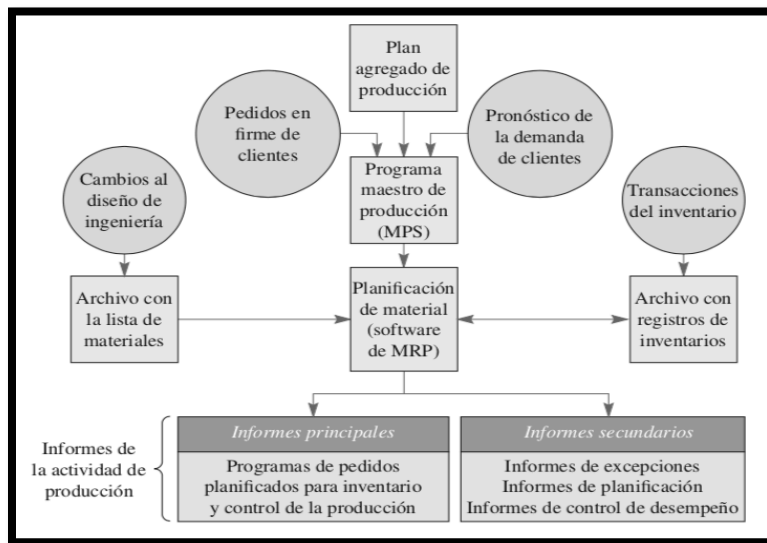 Plan
agregado de
producción
Pedidos en
firme de
clientes
Pronóstico de
la demanda
de clientes
Cambios al
diseño de
ingeniería
Programa
maestro de
producción
(MPS)
Transacciones
del inventario
Archivo con
la lista de
materiales
Planificación
de material
(software
de MRP)
Archivo con
registros de
inventarios
Informes de
la actividad de
producción
Informes principales
Programas de pedidos
planificados para inventario
y control de la producción
Informes secundarios
Informes de excepciones
Informes de planificación
Informes de control de desempeño